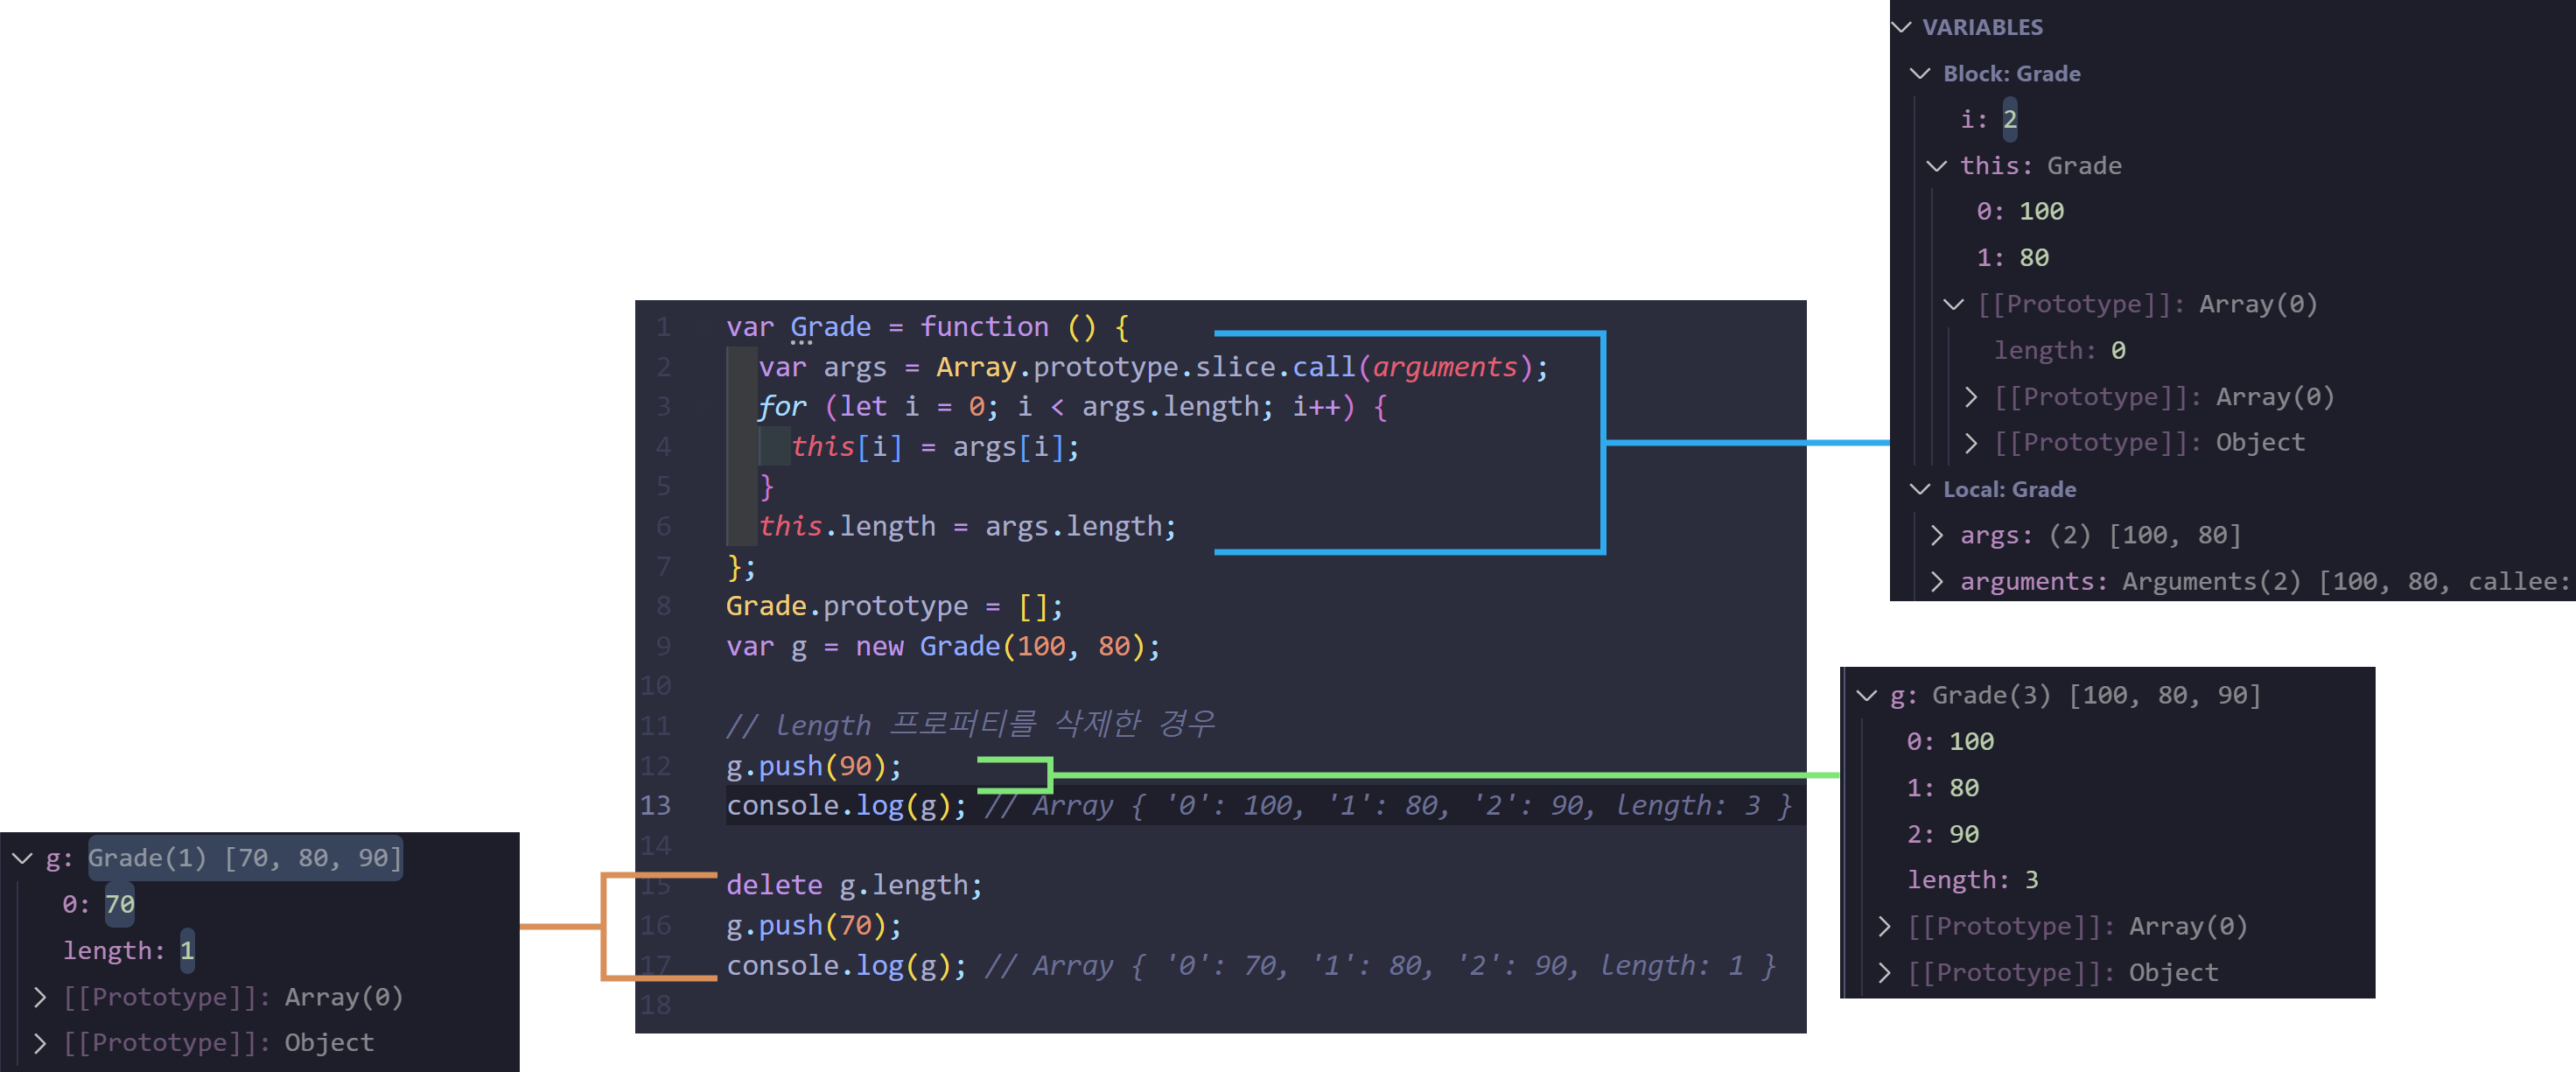 VARIABLES
Block: Grade
i: 2
this: Grade
0: 100
1: 80
[[Prototype]]: Array(0)
length: 0
[[Prototype]]: Array(0)
[[Prototype]]: Object
Local: Grade
args: (2) [100, 80]
arguments: Arguments(2) [100, 80, callee:
1 var Grade = function () {
2 var args = Array.prototype.slice.call(arguments);
3 for (let i = 0; i < args.length; i++) {
4 this[i] = args[i];
5 }
6 this.length = args.length;
7 };
8 Grade.prototype = [];
9 var g = new Grade(100, 80);
10
11 // length 프로퍼티를 삭제한 경우
12 g.push(90);
13 console.log(g); // Array { '0': 100, '1': 80, '2': 90, length: 3 }
14
15 delete g.length;
16 g.push(70);
17 console.log(g); // Array { '0': 70, '1': 80, '2': 90, length: 1 }
18
g: Grade(3) [100, 80, 90]
0: 100
1: 80
2: 90
length: 3
[[Prototype]]: Array(0)
[[Prototype]]: Object
g: Grade(1) [70, 80, 90]
0: 70
length: 1
[[Prototype]]: Array(0)
[[Prototype]]: Object